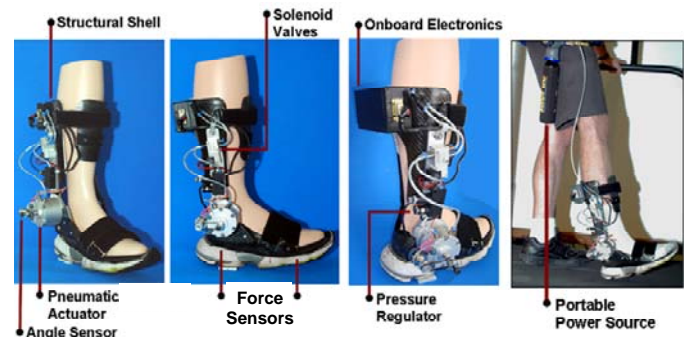 Structural Shell
Solenoid
Valves
Onboard Electronics
Pneumatic
Actuator
Angle Sensor
Force
Sensors
Pressure
Regulator
Portable
Power Source